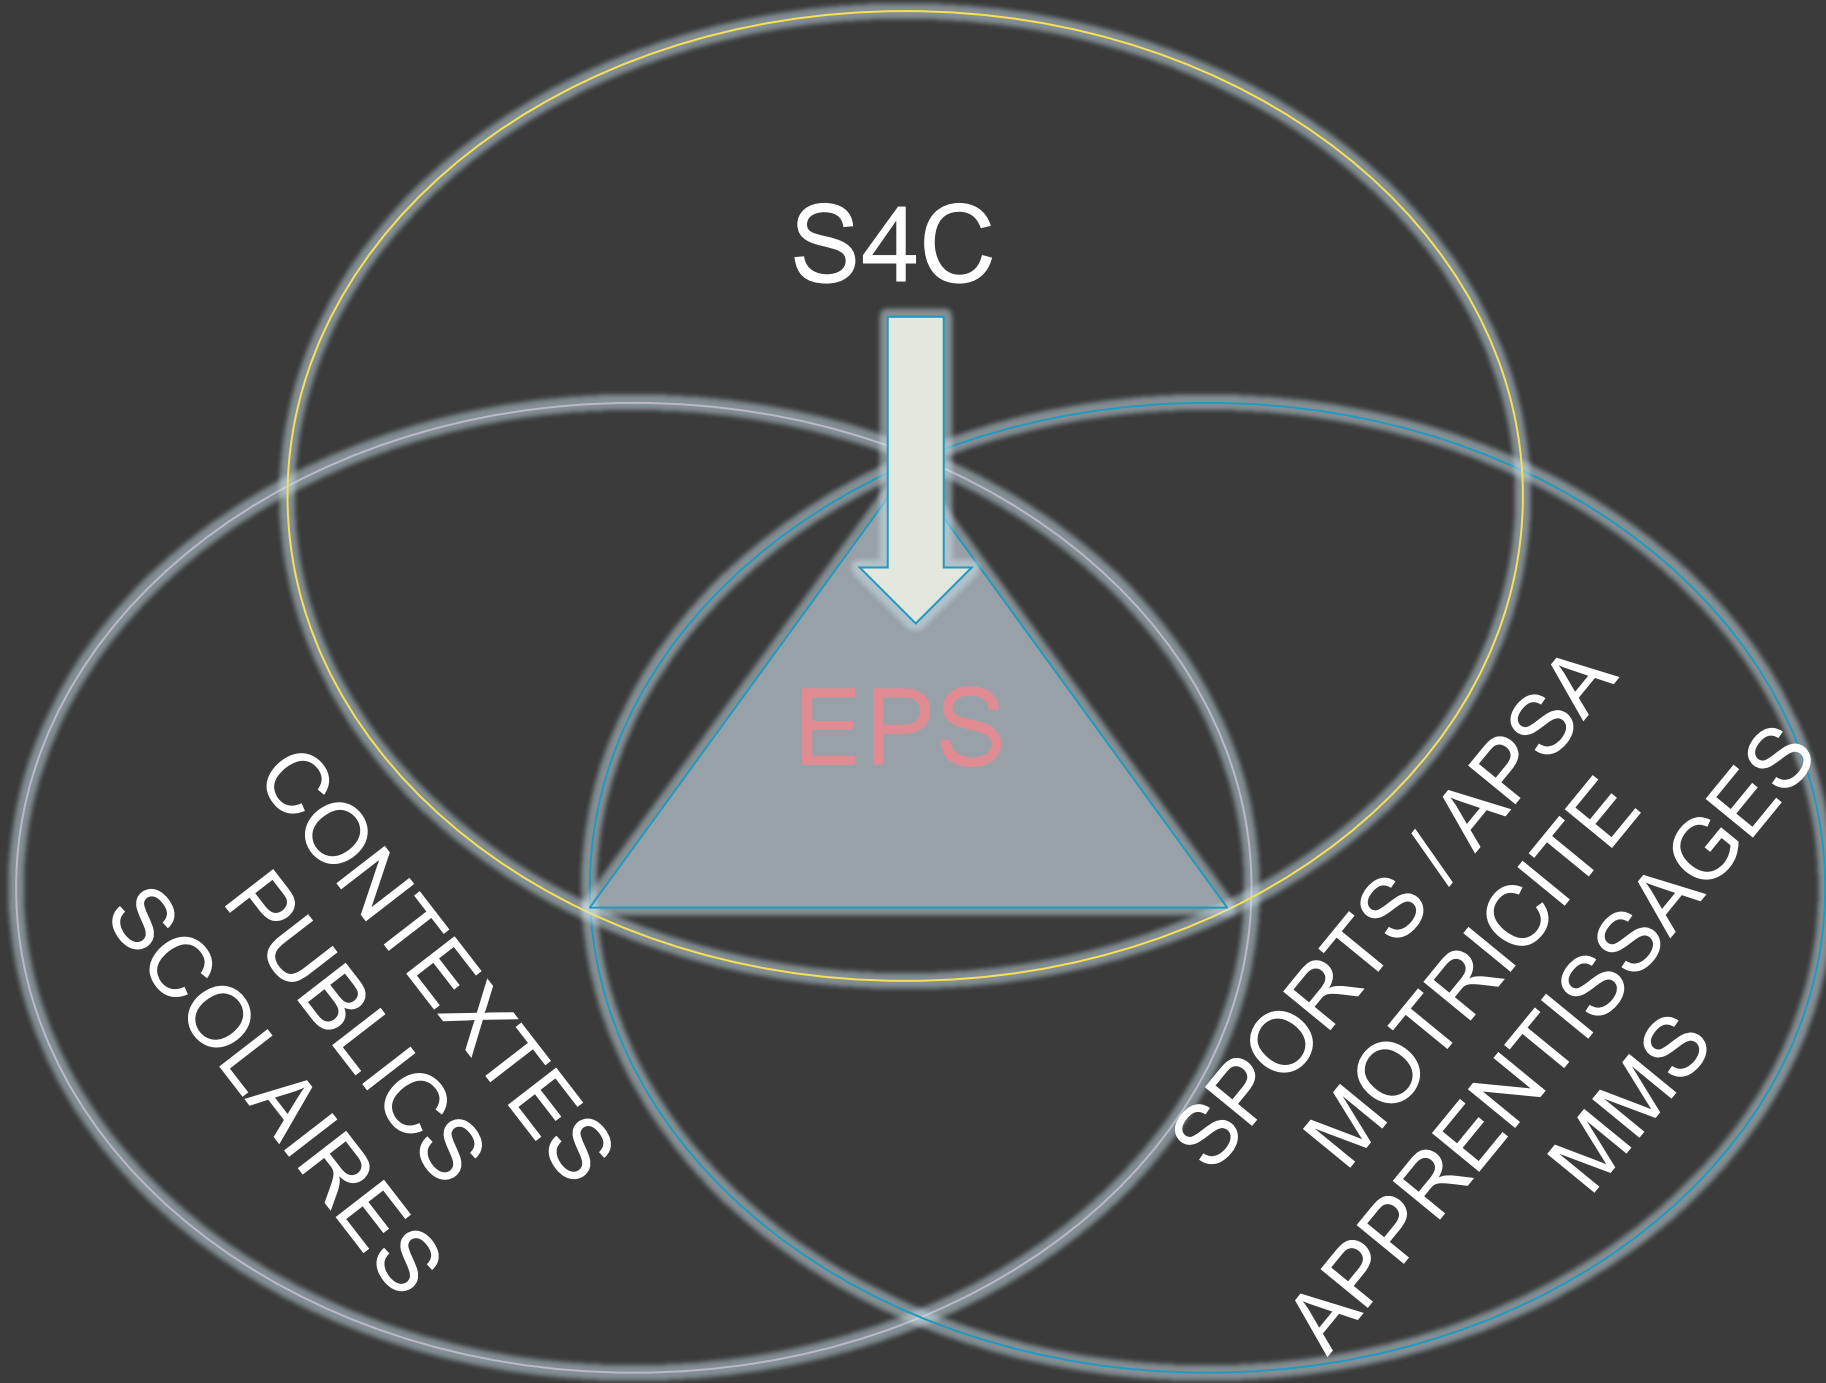 S4C
EPS
CONTEXTES
PUBLICS
SCOLAIRES
SPORTS / APSA
MOTRICITE
APPRENTISSAGES
MMS